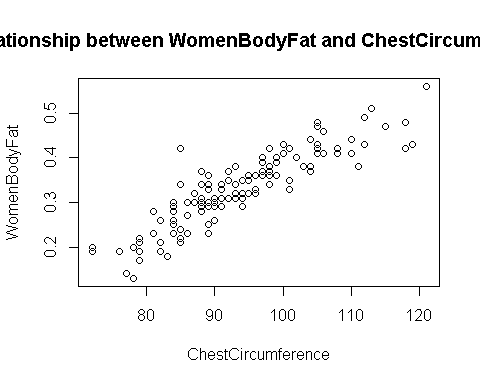 ationship between WomenBodyFat and ChestCircum
WomenBodyFat
0.5
0.4
0.3
0.2
80 90 100 110 120
ChestCircumference